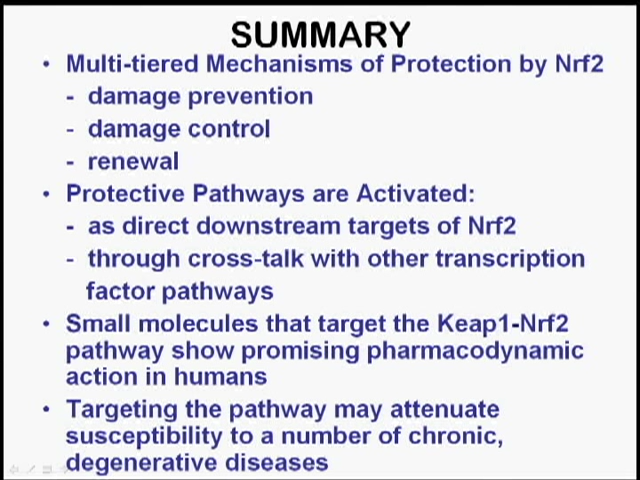 SUMMARY
• Multi-tiered Mechanisms of Protection by Nrf2
- damage prevention
- damage control
- renewal
• Protective Pathways are Activated:
- as direct downstream targets of Nrf2
- through cross-talk with other transcription
factor pathways
• Small molecules that target the Keap1-Nrf2
pathway show promising pharmacodynamic
action in humans
• Targeting the pathway may attenuate
susceptibility to a number of chronic,
degenerative diseases